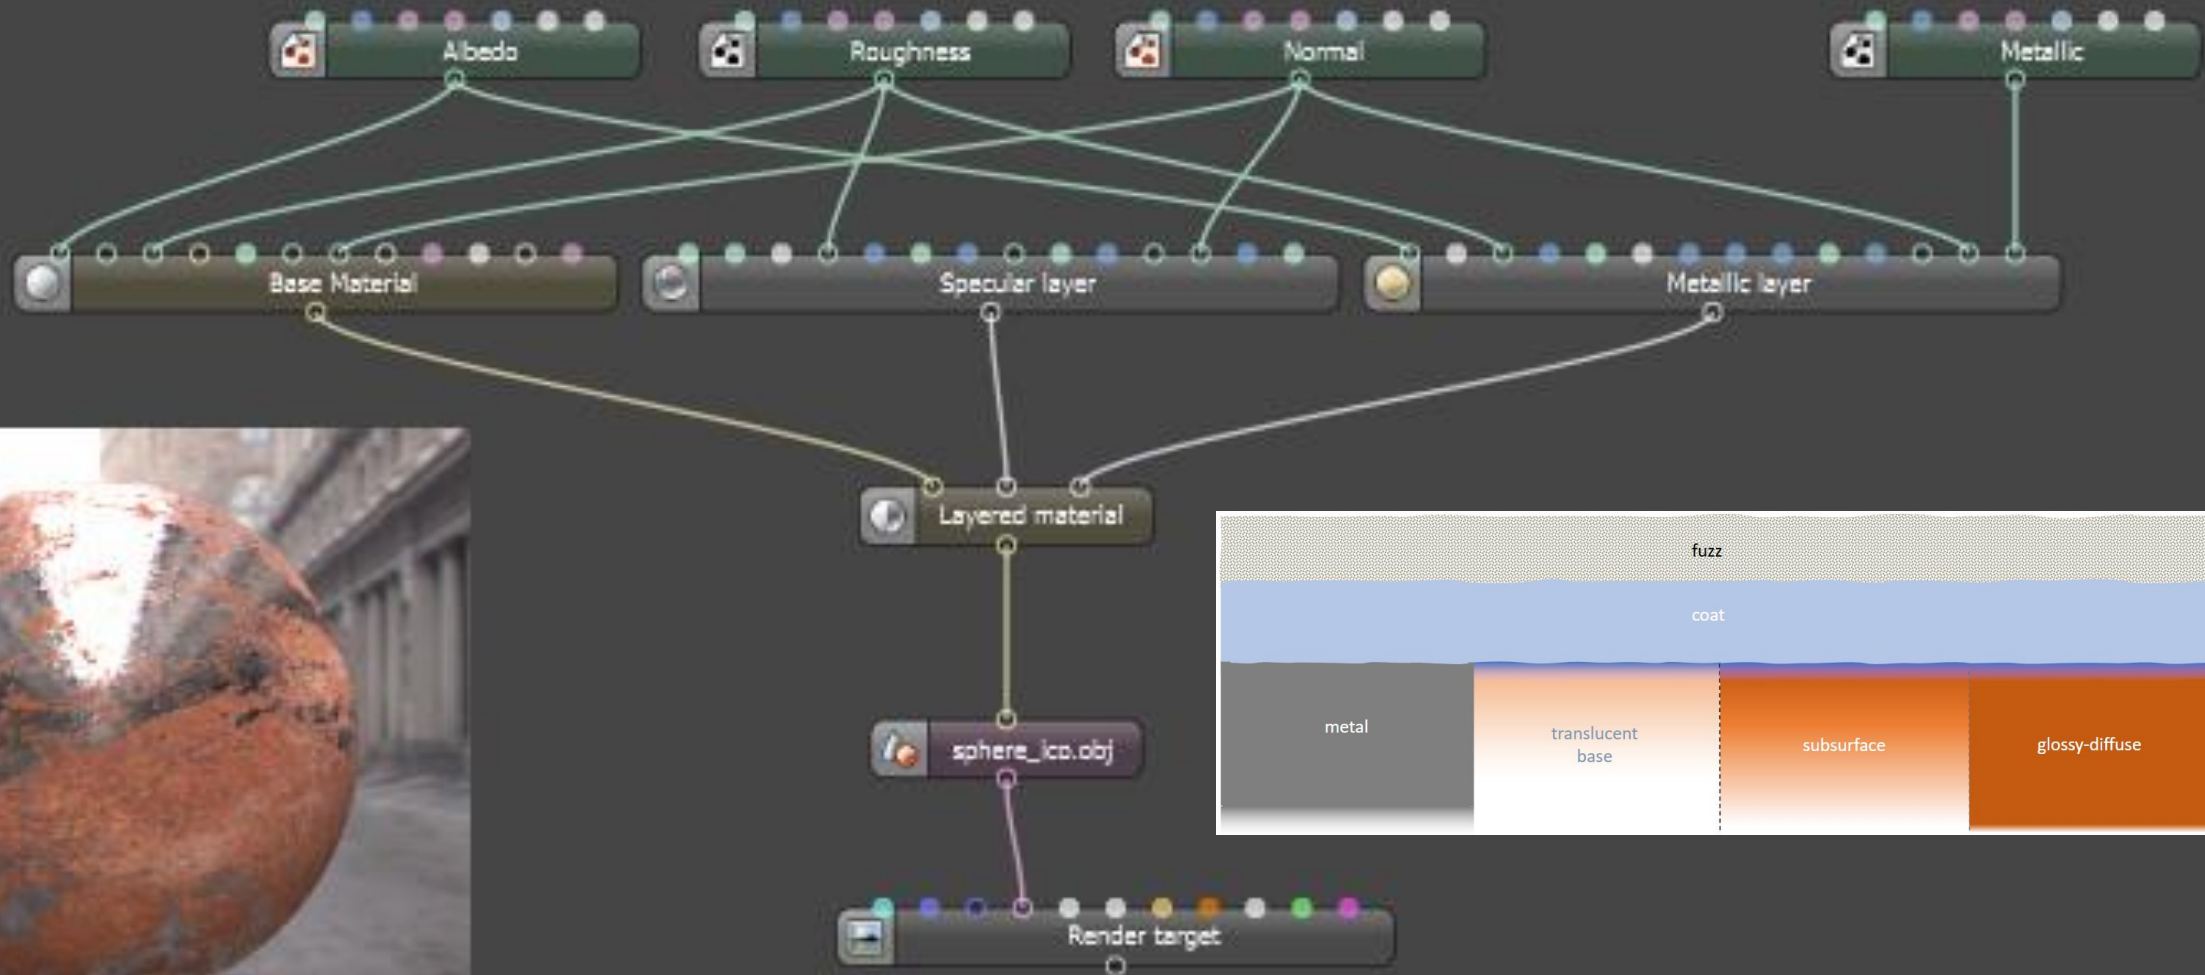 Albedo
Roughness
Normal
Metallic
Base Material
Specular layer
Metallic layer
Layered material
fuzz
coat
metal
translucent
base
subsurface
glossy-diffuse
sphere_ico.obj
Render target